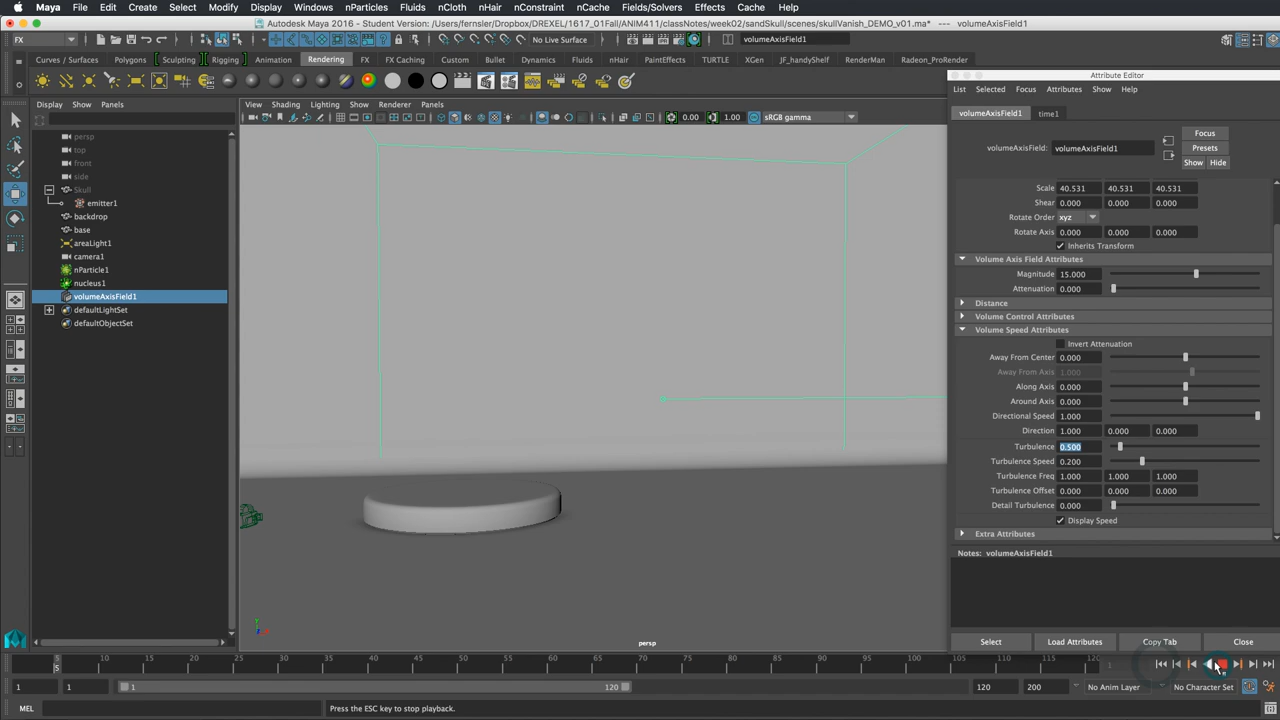 Maya File Edit Create Select Modify Display Windows nParticles Fluids nCloth nHair nConstraint nCache Fields/Solvers Effects Cache Help
Autodesk Maya 2016 - Student Version: /Users/fernsler/Dropbox/DREXEL/1617_01Fall/ANIM411/classNotes/week02/sandSkull/scenes/skullVanish_DEMO_v01.ma* --- volumeAxisField1
FX No Live Surface volumeAxisField1
Curves / Surfaces Polygons Sculpting Rigging Animation Rendering FX FX Caching Bullet Dynamics Fluids nHair PaintEffects TURTLE XGen JF_handyShelf RenderMan Radeon_ProRender
Attribute Editor
List Selected Focus Attributes Show Help
Display Show Panels
View Shading Lighting Show Renderer Panels
0.00 1.00 sRGB gamma
volumeAxisField1 time1
Focus
volumeAxisField: volumeAxisField1
Presets
Show Hide
persp
top
front
side
Skull
emitter1
backdrop
base
areaLight1
camera1
nParticle1
nucleus1
volumeAxisField1
defaultLightSet
defaultObjectSet
Scale 40.531 40.531 40.531
Shear 0.000 0.000 0.000
Rotate Order xyz
Rotate Axis 0.000 0.000 0.000
Inherits Transform
Volume Axis Field Attributes
Magnitude 15.000
Attenuation 0.000
Distance
Volume Control Attributes
Volume Speed Attributes
Invert Attenuation
Away From Center 0.000
Away From Axis 1.000
Along Axis 0.000
Around Axis 0.000
Directional Speed 1.000
Direction 1.000 0.000 0.000
Turbulence 0.500
Turbulence Speed 0.200
Turbulence Freq 1.000 1.000 1.000
Turbulence Offset 0.000 0.000 0.000
Detail Turbulence 0.000
Display Speed
Extra Attributes
Notes: volumeAxisField1
persp
Select Load Attributes Copy Tab Close
5 10 15 20 25 30 35 40 45 50 55 60 65 70 75 80 85 90 95 100 105 110 115 1
5
1 1 1 120 120 200 No Anim Layer No Character Set
MEL Press the ESC key to stop playback.